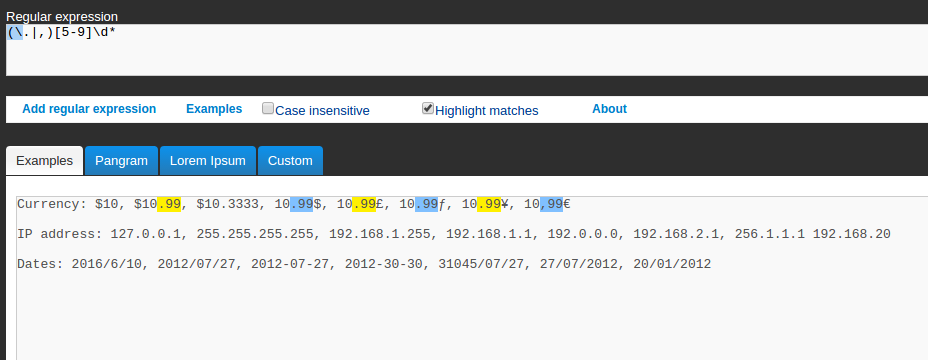 Regular expression
(\.|,)[5-9]\d*
Add regular expression Examples Case insensitive Highlight matches About
Examples Pangram Lorem Ipsum Custom
Currency: $10, $10.99, $10.3333, 10.99$, 10.99£, 10.99ƒ, 10.99¥, 10,99€
IP address: 127.0.0.1, 255.255.255.255, 192.168.1.255, 192.168.1.1, 192.0.0.0, 192.168.2.1, 256.1.1.1 192.168.20
Dates: 2016/6/10, 2012/07/27, 2012-07-27, 2012-30-30, 31045/07/27, 27/07/2012, 20/01/2012